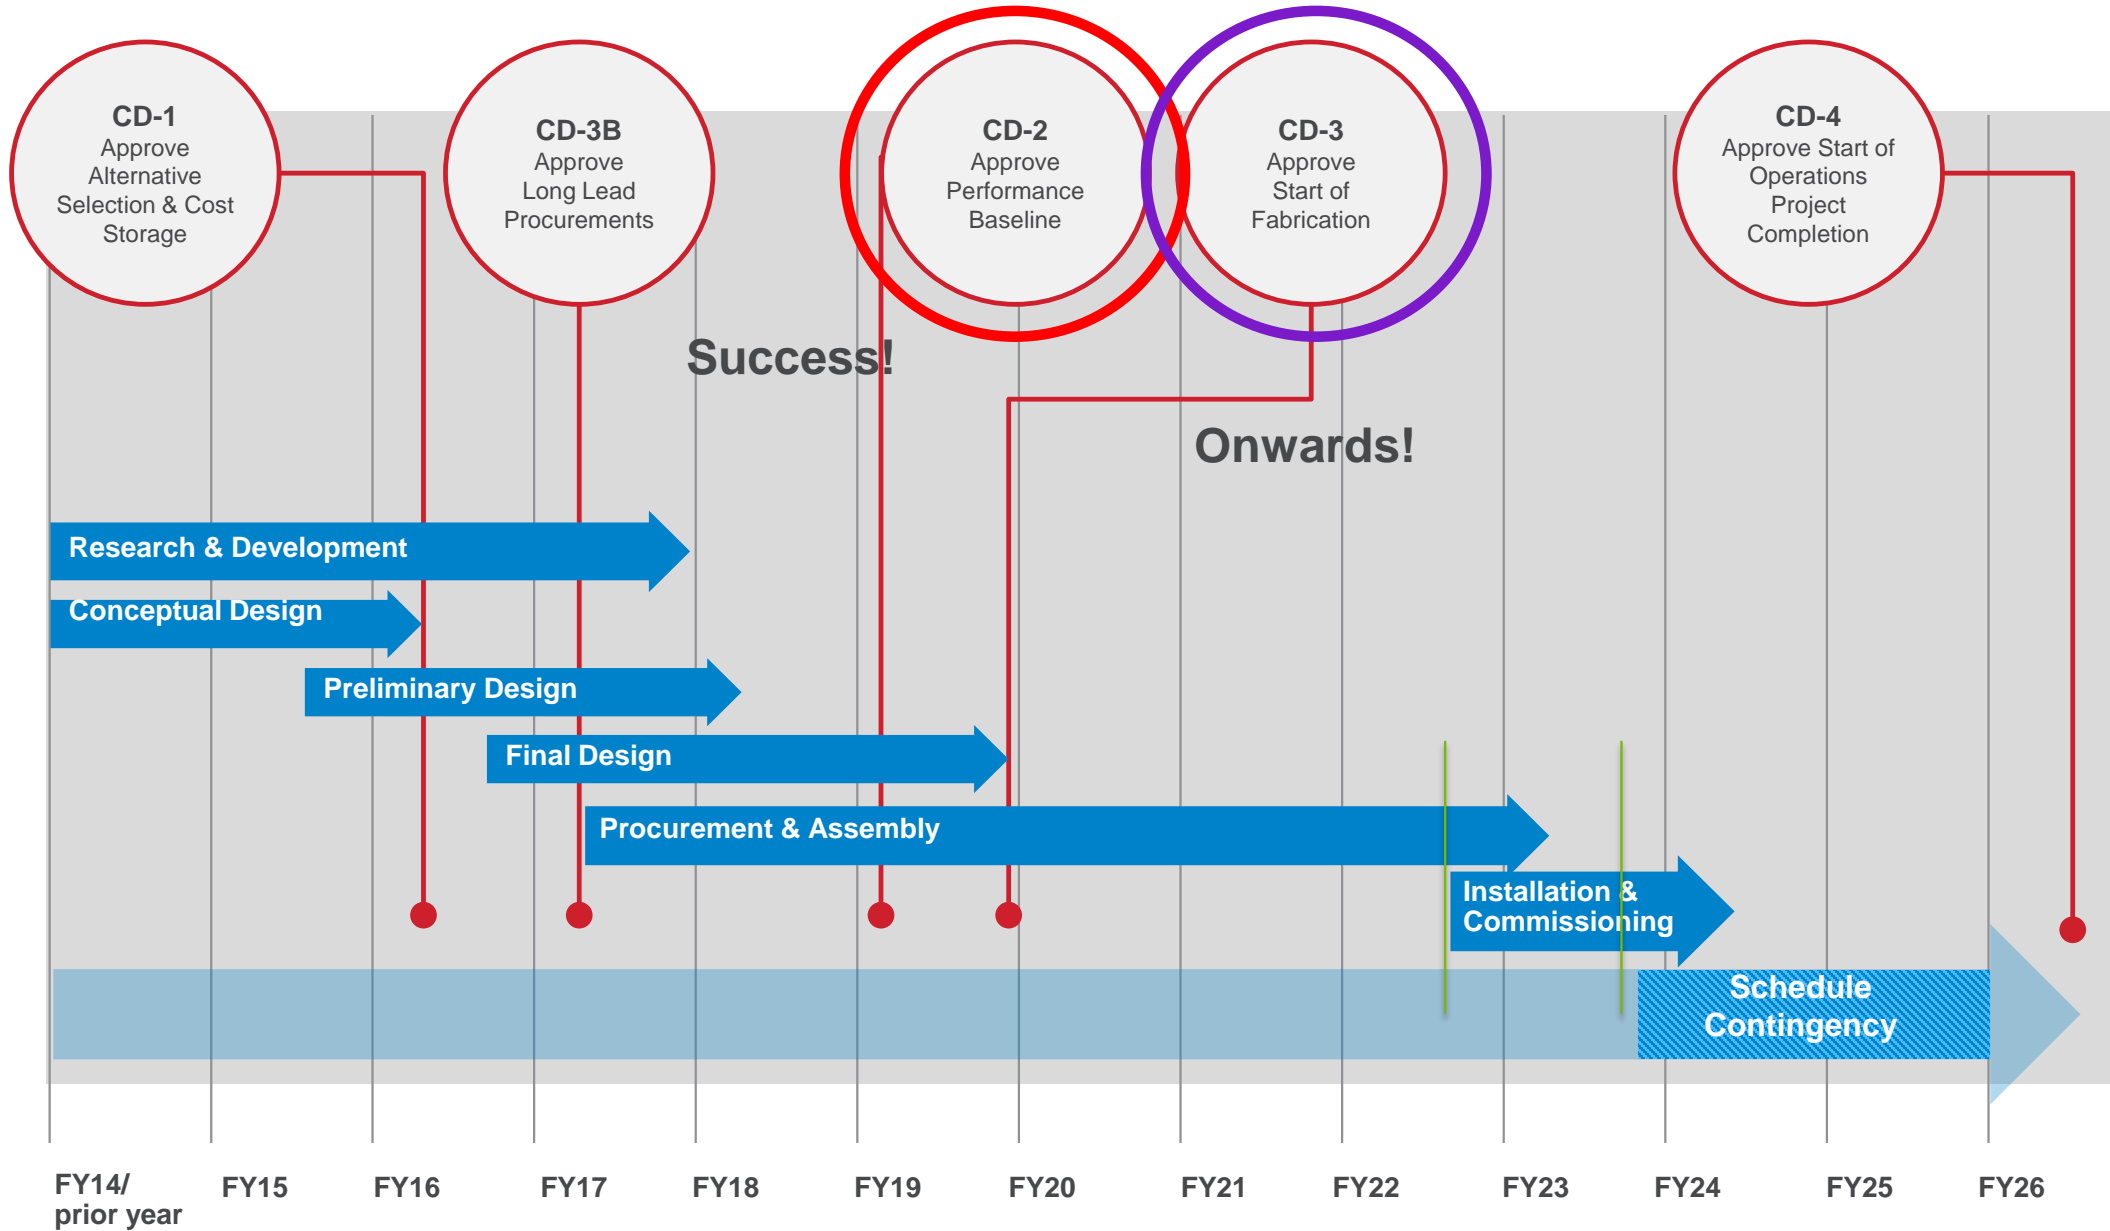 CD-1
Approve
Alternative
Selection & Cost
Storage
CD-3B
Approve
Long Lead
Procurements
CD-2
Approve
Performance
Baseline
CD-3
Approve
Start of
Fabrication
CD-4
Approve Start of
Operations
Project
Completion
Success!
Onwards!
Research & Development
Conceptual Design
Preliminary Design
Final Design
Procurement & Assembly
Installation &
Commissioning
Schedule
Contingency
FY14/
prior year
FY15
FY16
FY17
FY18
FY19
FY20
FY21
FY22
FY23
FY24
FY25
FY26